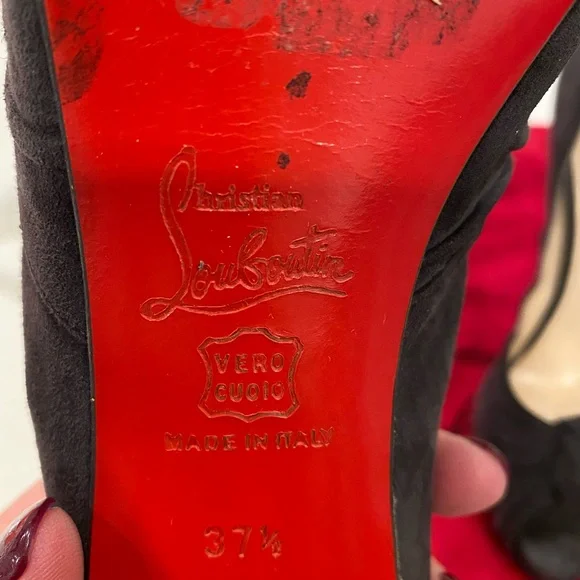 Christian
Louboutin
VERO
CUOIO
MADE IN ITALY
37½